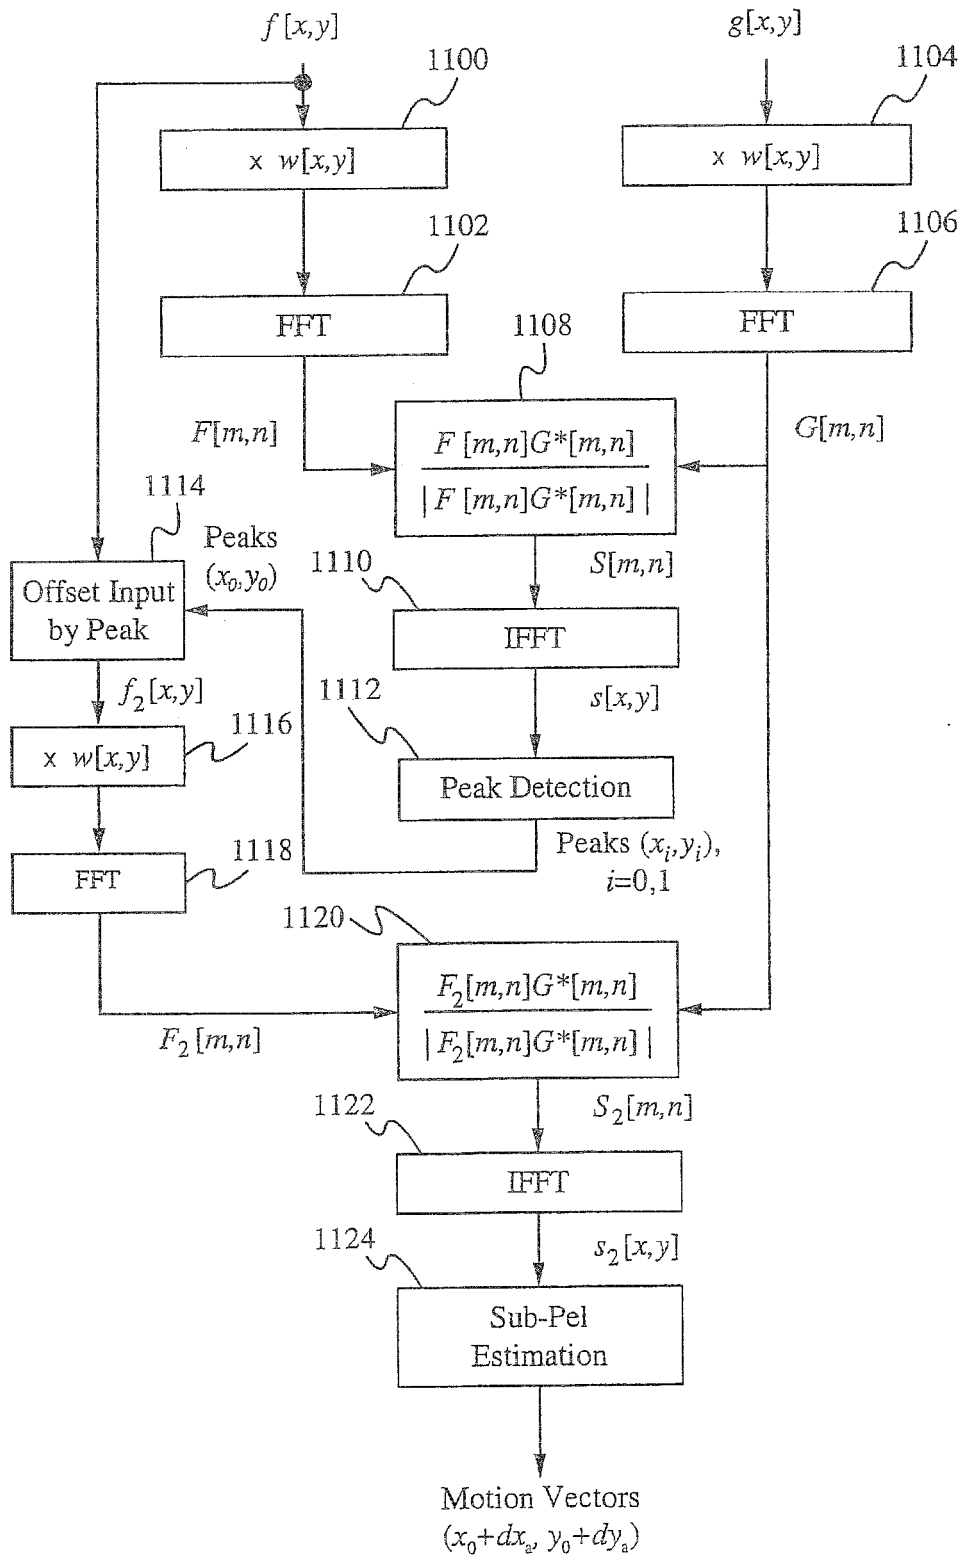 f[x,y]
g[x,y]
1100
1104
× w[x,y]
× w[x,y]
1102
1106
FFT
FFT
1108
F[m,n]
F [m,n]G*[m,n]
| F [m,n]G*[m,n] |
G[m,n]
1114
Peaks
(x₀,y₀)
S[m,n]
1110
Offset Input
by Peak
IFFT
f₂[x,y]
s[x,y]
1112
1116
× w[x,y]
Peak Detection
1118
Peaks (xᵢ,yᵢ),
i=0,1
FFT
1120
F₂[m,n]G*[m,n]
| F₂[m,n]G*[m,n] |
F₂[m,n]
S₂[m,n]
1122
IFFT
s₂[x,y]
1124
Sub-Pel
Estimation
Motion Vectors
(x₀+dxₐ, y₀+dyₐ)